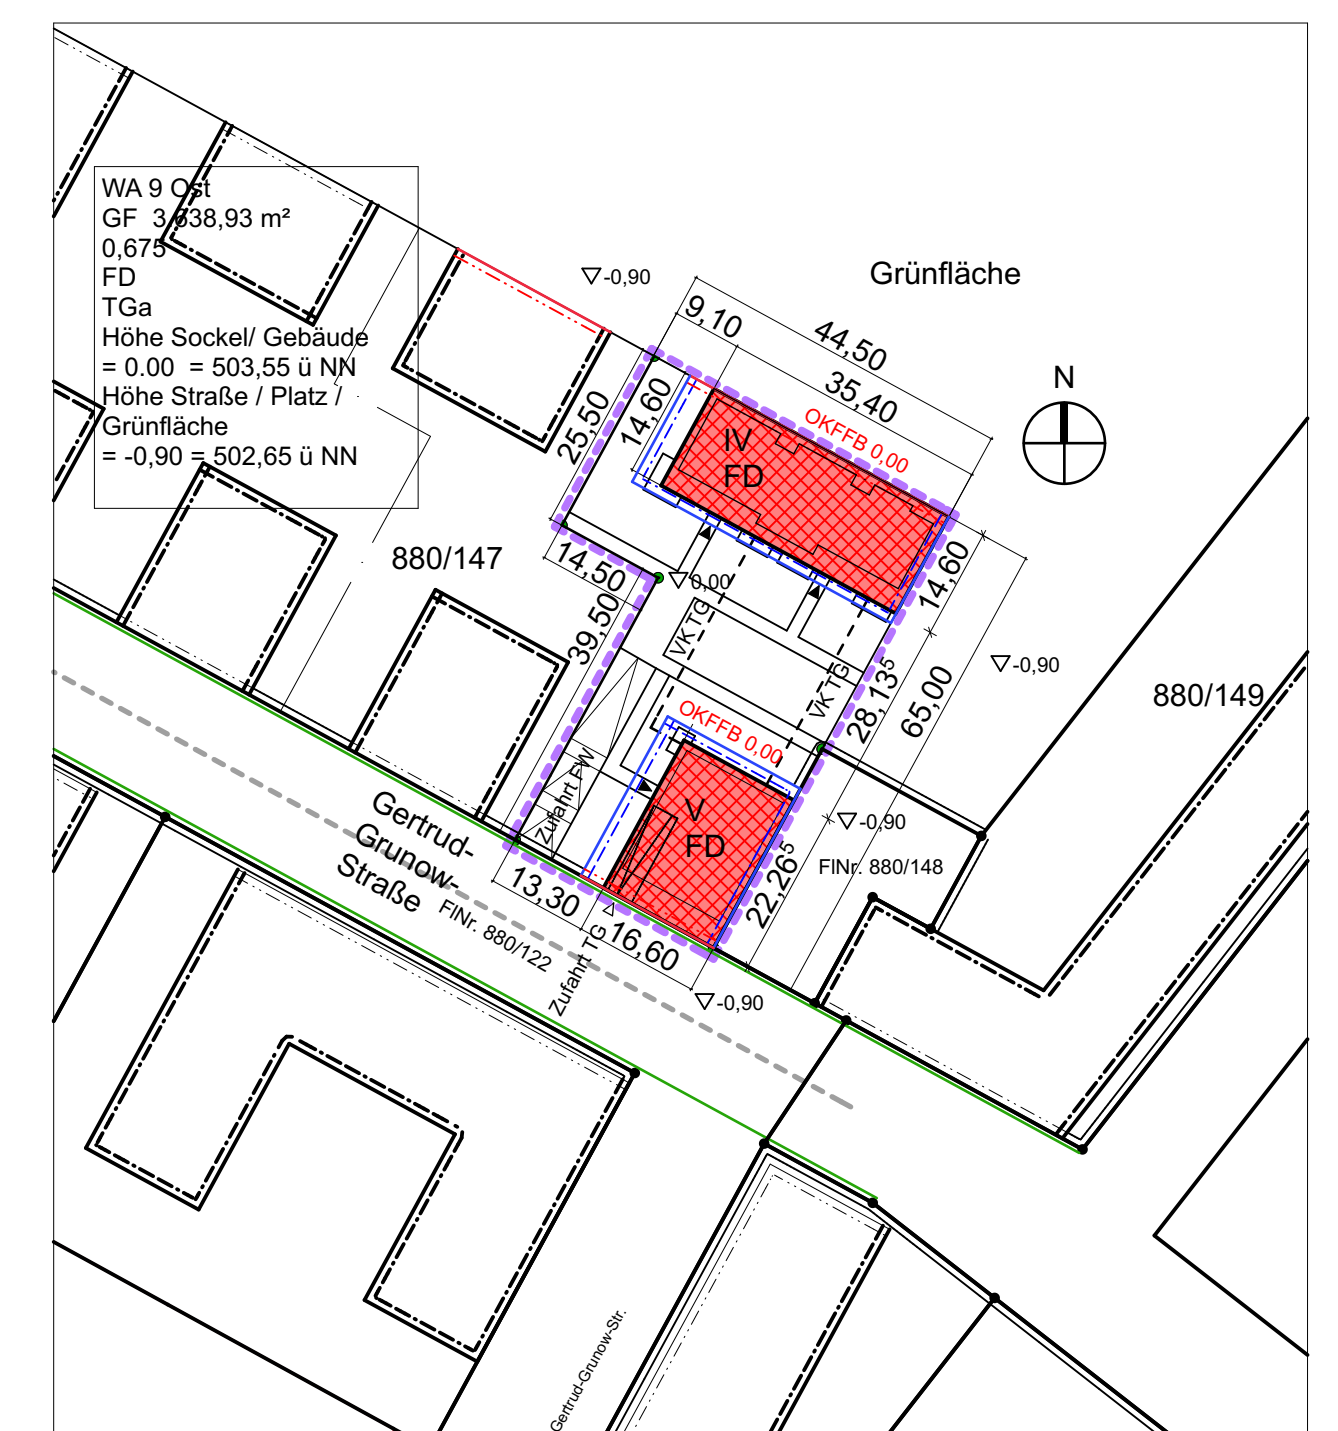 WA 9 Ost
GF 3.638,93 m²
0,675
FD
TGa
Höhe Sockel/ Gebäude
= 0.00 = 503,55 ü NN
Höhe Straße / Platz /
Grünfläche
= -0,90 = 502,65 ü NN
-0,90
Grünfläche
9,10
44,50
35,40
N
25,50
14,60
OKFFB 0,00
IV
FD
880/147
14,50
0,00
14,60
39,50
VK TG
VK TG
-0,90
28,13⁵
65,00
880/149
OKFFB 0,00
Zufahrt FW
V
FD
-0,90
FlNr. 880/148
Gertrud-
Grunow-
Straße
FlNr. 880/122
13,30
22,26⁵
16,60
Zufahrt TG
-0,90
Gertrud-Grunow-Str.